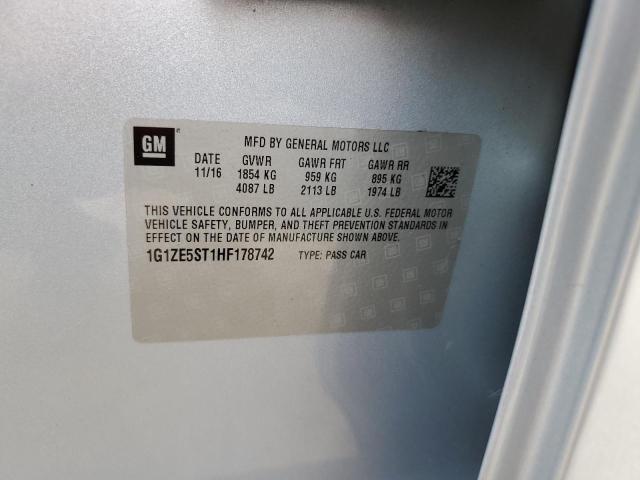 GM ®
MFD BY GENERAL MOTORS LLC
DATE GVWR GAWR FRT GAWR RR
11/16 1854 KG 959 KG 895 KG
4087 LB 2113 LB 1974 LB
THIS VEHICLE CONFORMS TO ALL APPLICABLE U.S. FEDERAL MOTOR
VEHICLE SAFETY, BUMPER, AND THEFT PREVENTION STANDARDS IN
EFFECT ON THE DATE OF MANUFACTURE SHOWN ABOVE.
1G1ZE5ST1HF178742 TYPE: PASS CAR